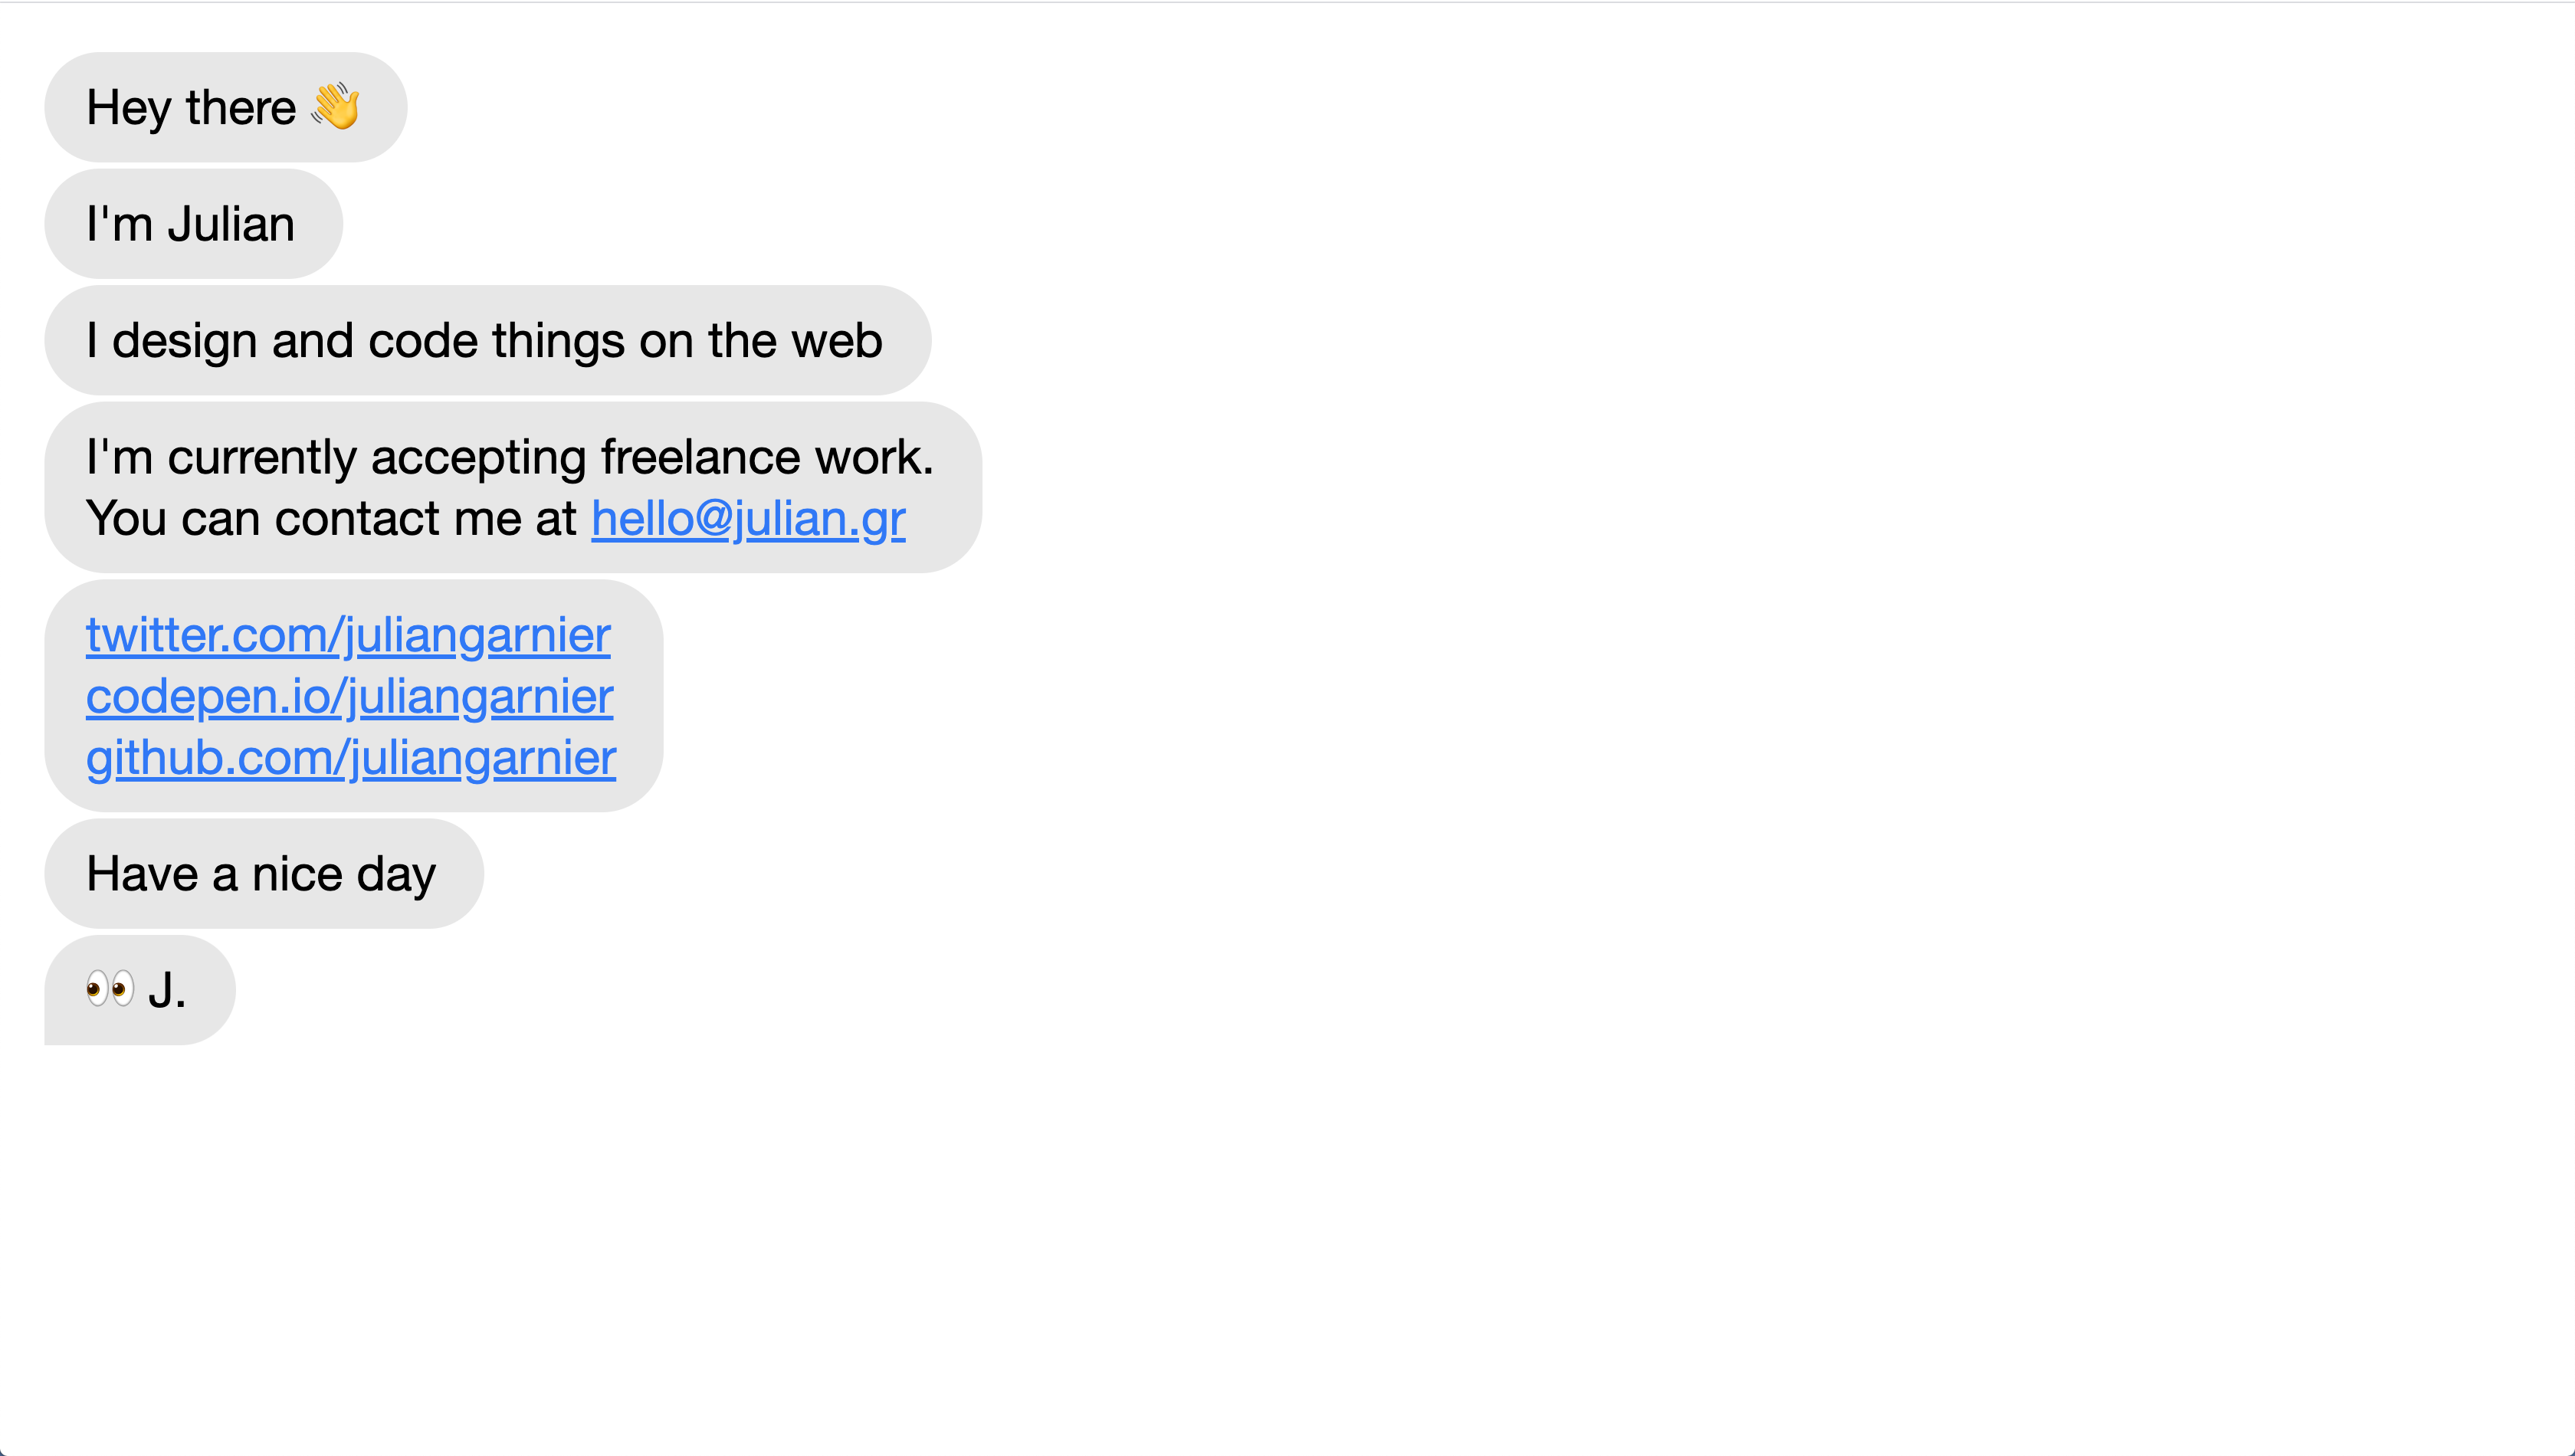 Hey there 👋
I'm Julian
I design and code things on the web
I'm currently accepting freelance work.
You can contact me at hello@julian.gr
twitter.com/juliangarnier
codepen.io/juliangarnier
github.com/juliangarnier
Have a nice day
👀 J.